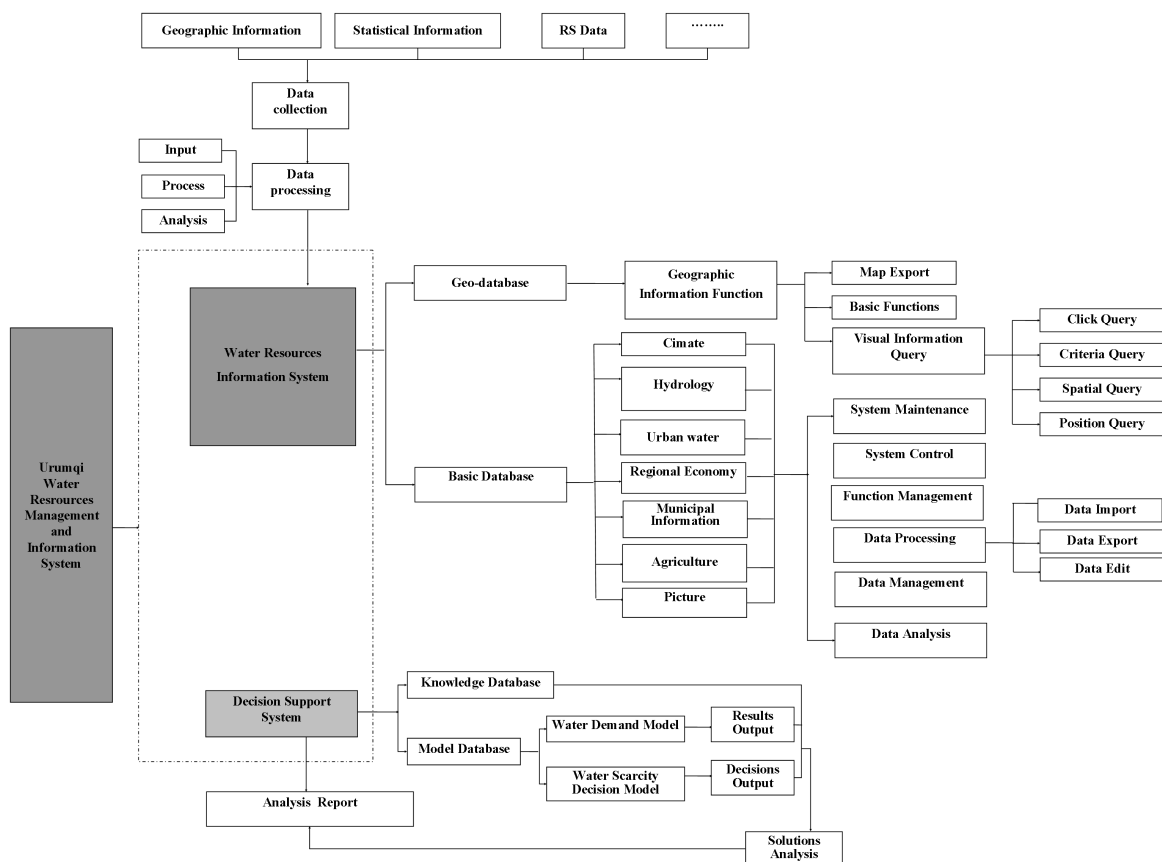 Geographic Information
Statistical Information
RS Data
……..
Data
collection
Input
Process
Analysis
Data
processing
Water Resources
Information System
Urumqi
Water
Resrources
Management
and
Information
System
Geo-database
Geographic
Information Function
Map Export
Basic Functions
Visual Information
Query
Click Query
Criteria Query
Spatial Query
Position Query
Basic Database
Cimate
Hydrology
Urban water
Regional Economy
Municipal
Information
Agriculture
Picture
System Maintenance
System Control
Function Management
Data Processing
Data Management
Data Analysis
Data Import
Data Export
Data Edit
Decision Support
System
Knowledge Database
Model Database
Water Demand Model
Results
Output
Water Scarcity
Decision Model
Decisions
Output
Analysis Report
Solutions
Analysis